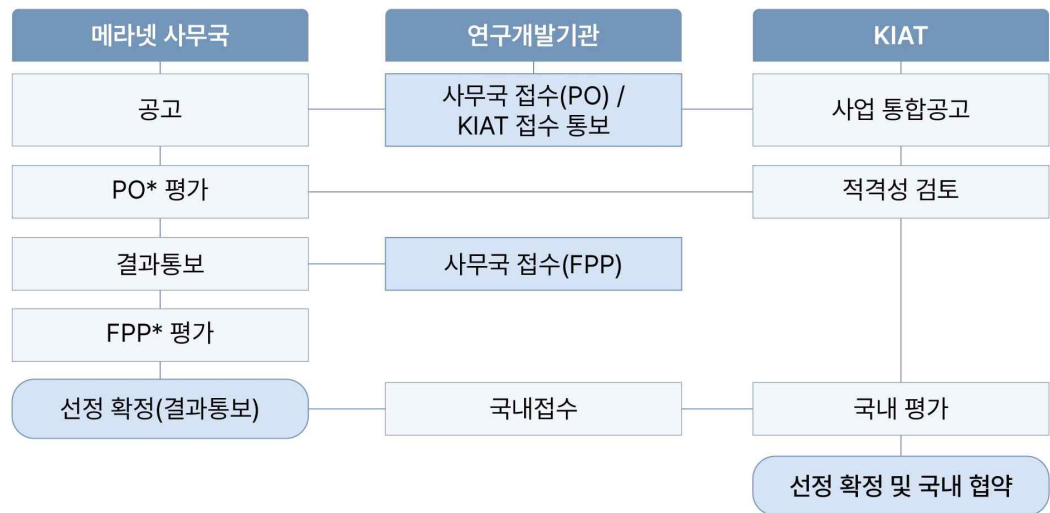 메라넷 사무국
연구개발기관
KIAT
공고
사무국 접수(PO) /
KIAT 접수 통보
사업 통합공고
PO* 평가
적격성 검토
결과통보
사무국 접수(FPP)
FPP* 평가
선정 확정(결과통보)
국내접수
국내 평가
선정 확정 및 국내 협약